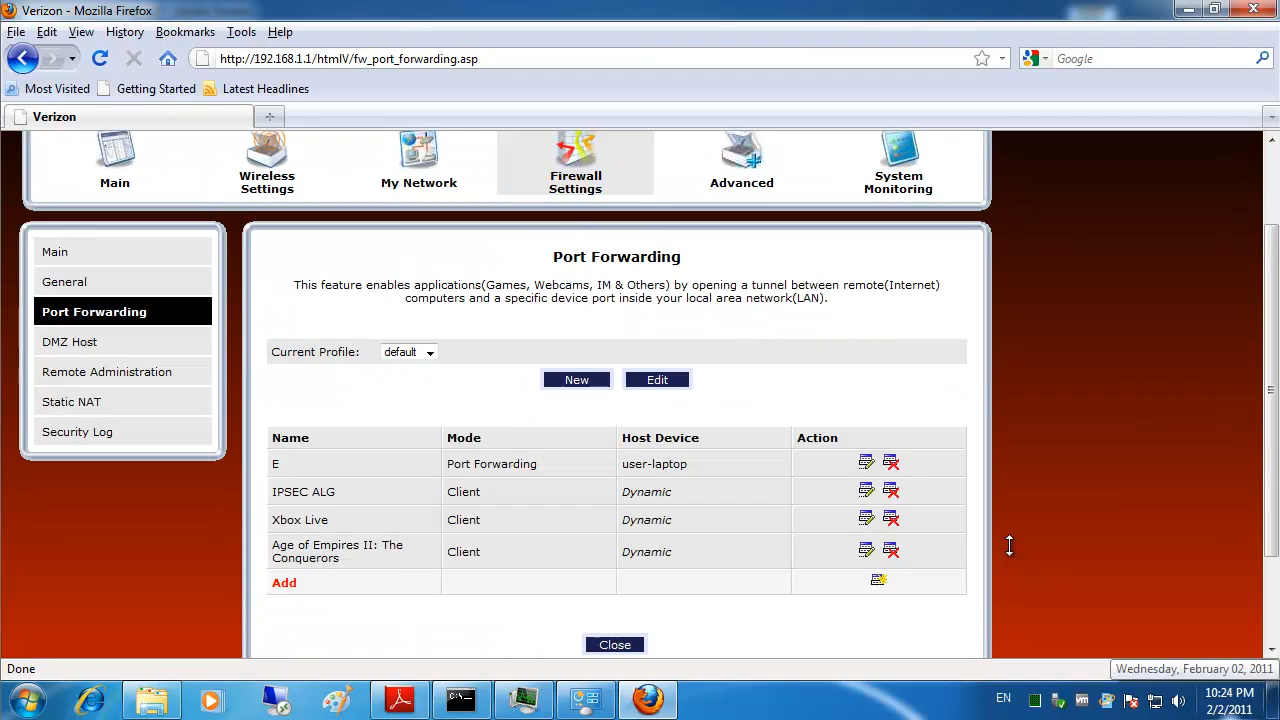 Verizon - Mozilla Firefox
File Edit View History Bookmarks Tools Help
http://192.168.1.1/htmlV/fw_port_forwarding.asp
Google
Most Visited Getting Started Latest Headlines
Verizon
Main
Wireless Settings
My Network
Firewall Settings
Advanced
System Monitoring
Main
General
Port Forwarding
DMZ Host
Remote Administration
Static NAT
Security Log
Port Forwarding
This feature enables applications(Games, Webcams, IM & Others) by opening a tunnel between remote(Internet)
computers and a specific device port inside your local area network(LAN).
Current Profile: default
New Edit
Name Mode Host Device Action
E Port Forwarding user-laptop
IPSEC ALG Client Dynamic
Xbox Live Client Dynamic
Age of Empires II: The Conquerors Client Dynamic
Add
Close
Done
Wednesday, February 02, 2011
EN
10:24 PM
2/2/2011